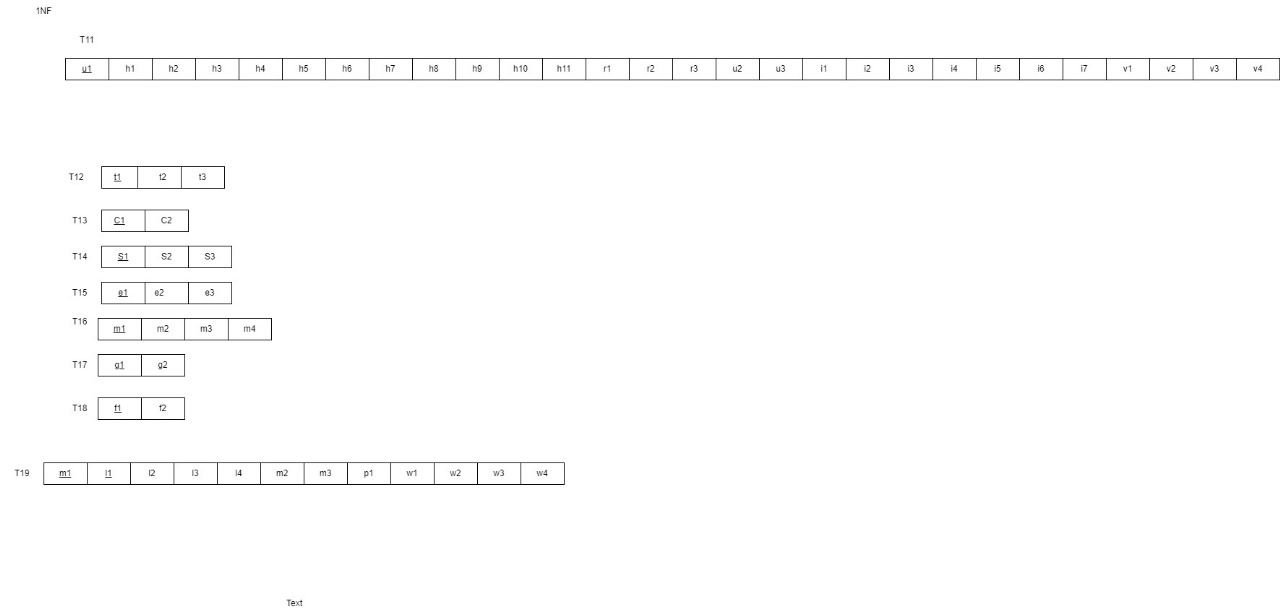 1NF
T11
u1 h1 h2 h3 h4 h5 h6 h7 h8 h9 h10 h11 r1 r2 r3 u2 u3 i1 i2 i3 i4 i5 i6 i7 v1 v2 v3 v4
T12 t1 t2 t3
T13 C1 C2
T14 S1 S2 S3
T15 e1 e2 e3
T16 m1 m2 m3 m4
T17 g1 g2
T18 f1 f2
T19 m1 l1 l2 l3 l4 m2 m3 p1 w1 w2 w3 w4
Text